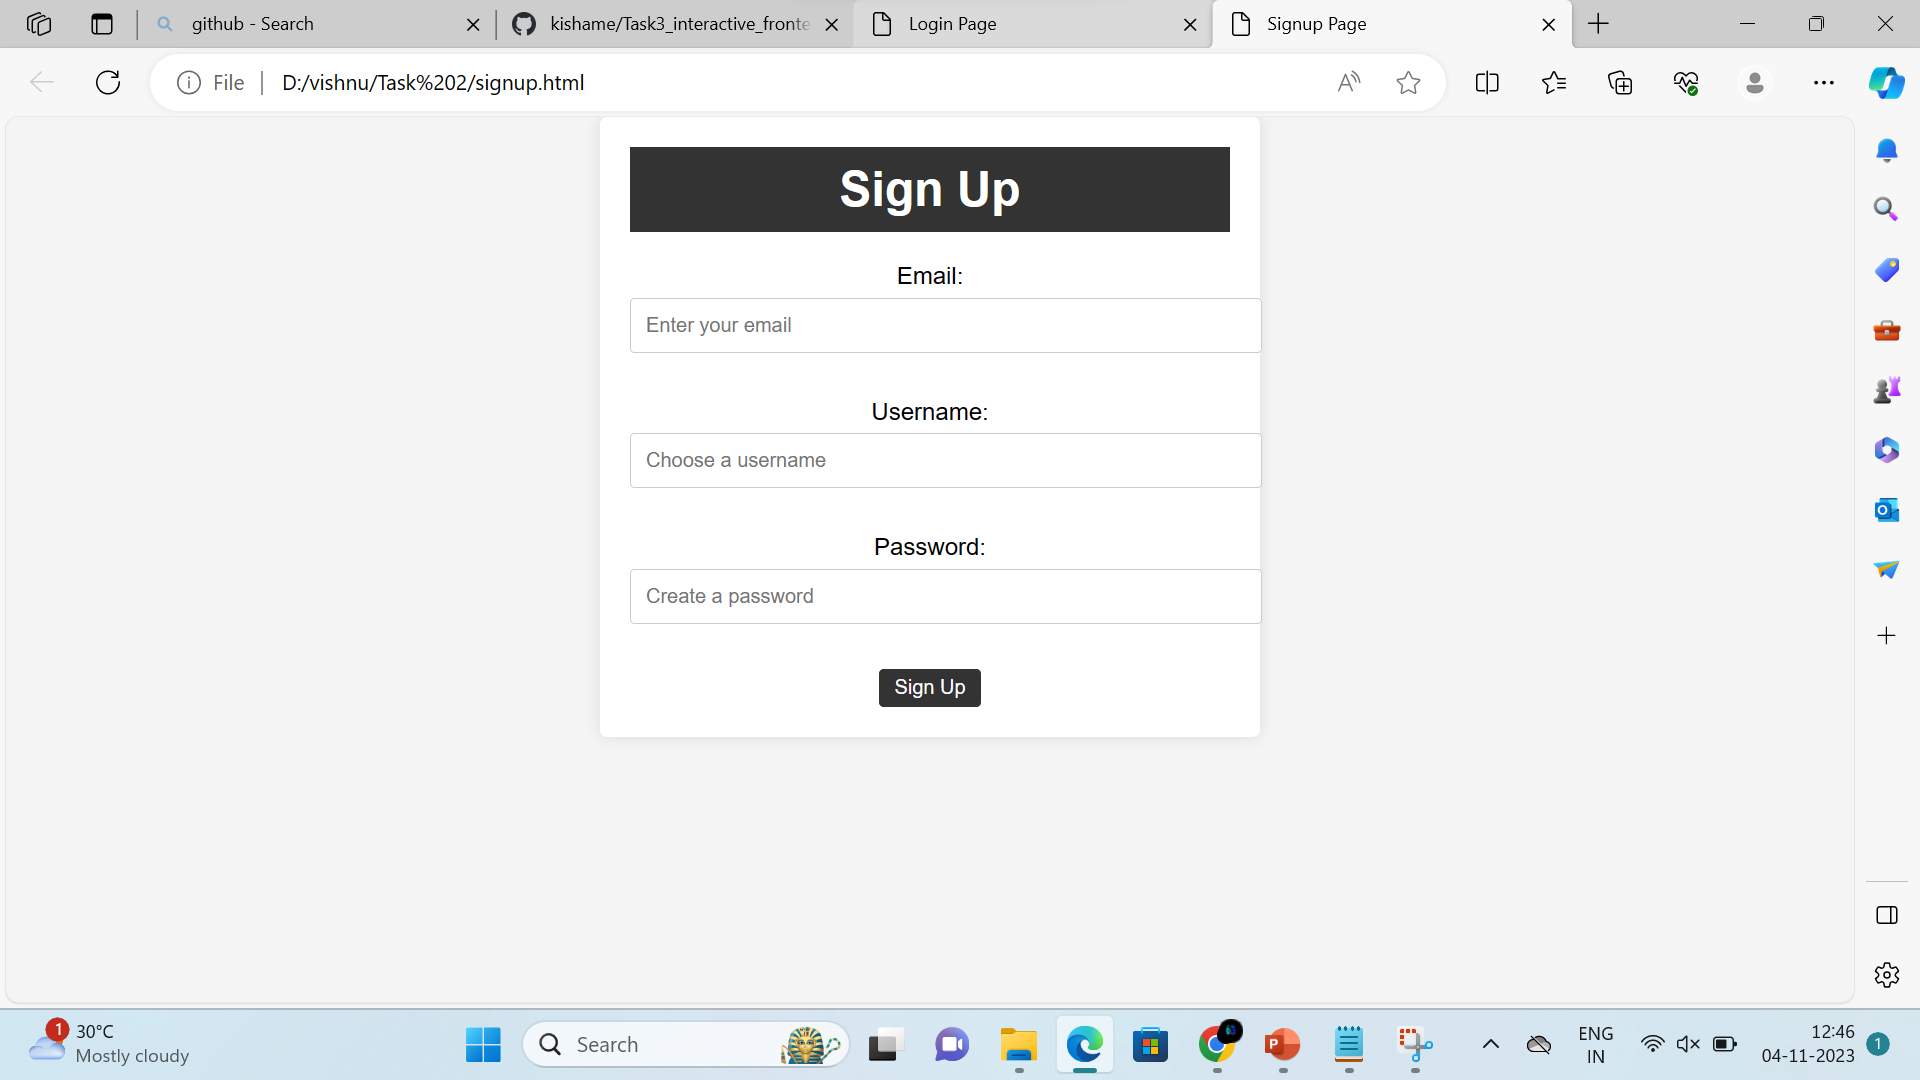 github - Search
kishame/Task3_interactive_fronte
Login Page
Signup Page
File
D:/vishnu/Task%202/signup.html
Sign Up
Email:
Enter your email
Username:
Choose a username
Password:
Create a password
Sign Up
1
30°C
Mostly cloudy
Search
ENG
IN
12:46
04-11-2023
1